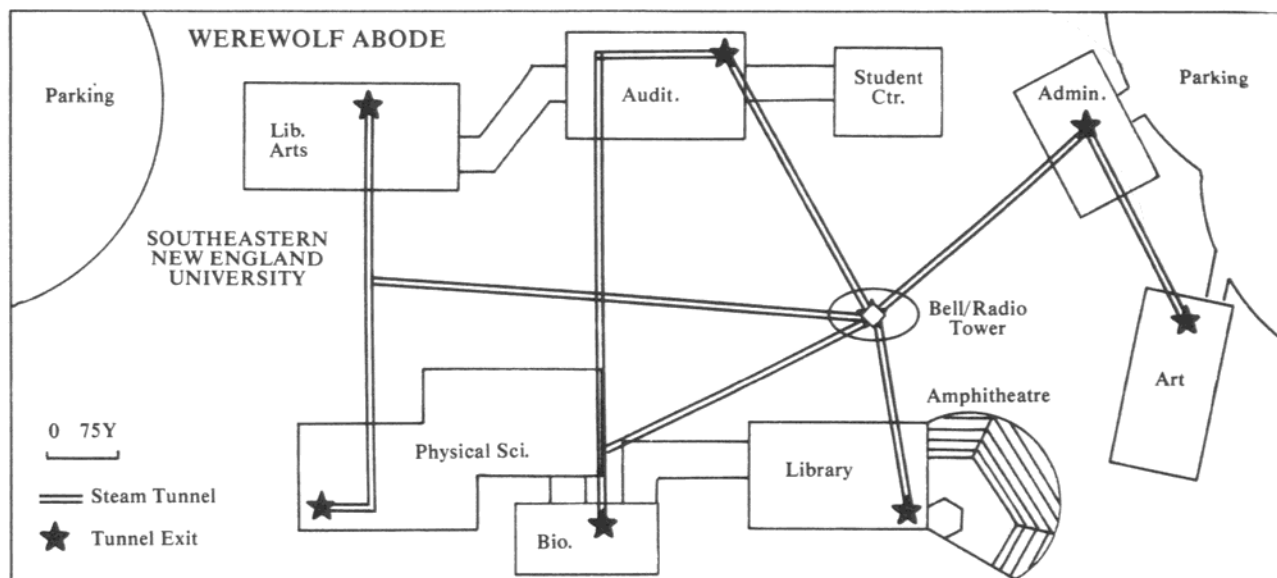 WEREWOLF ABODE
Parking
Audit.
Student
Ctr.
Admin.
Parking
Lib.
Arts
SOUTHEASTERN
NEW ENGLAND
UNIVERSITY
Bell/Radio
Tower
Art
Amphitheatre
0 75Y
Physical Sci.
Library
Steam Tunnel
Tunnel Exit
Bio.